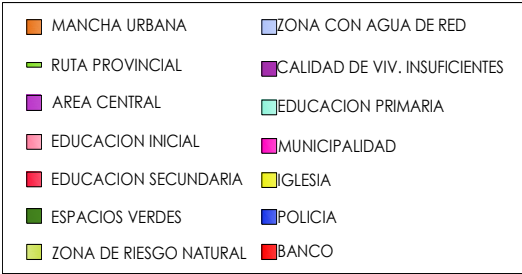 MANCHA URBANA
RUTA PROVINCIAL
AREA CENTRAL
EDUCACION INICIAL
EDUCACION SECUNDARIA
ESPACIOS VERDES
ZONA DE RIESGO NATURAL
ZONA CON AGUA DE RED
CALIDAD DE VIV. INSUFICIENTES
EDUCACION PRIMARIA
MUNICIPALIDAD
IGLESIA
POLICIA
BANCO